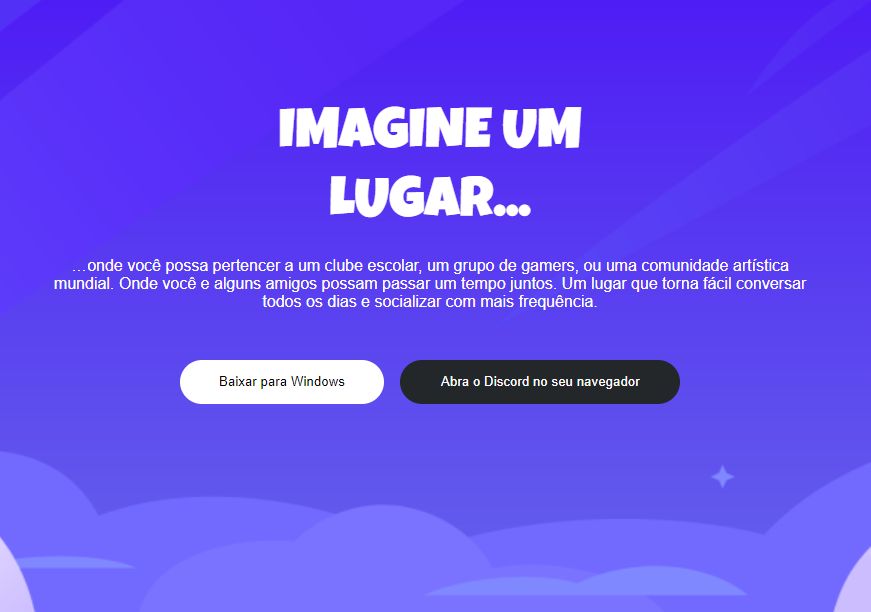 IMAGINE UM
LUGAR...
...onde você possa pertencer a um clube escolar, um grupo de gamers, ou uma comunidade artística
mundial. Onde você e alguns amigos possam passar um tempo juntos. Um lugar que torna fácil conversar
todos os dias e socializar com mais frequência.
Baixar para Windows
Abra o Discord no seu navegador